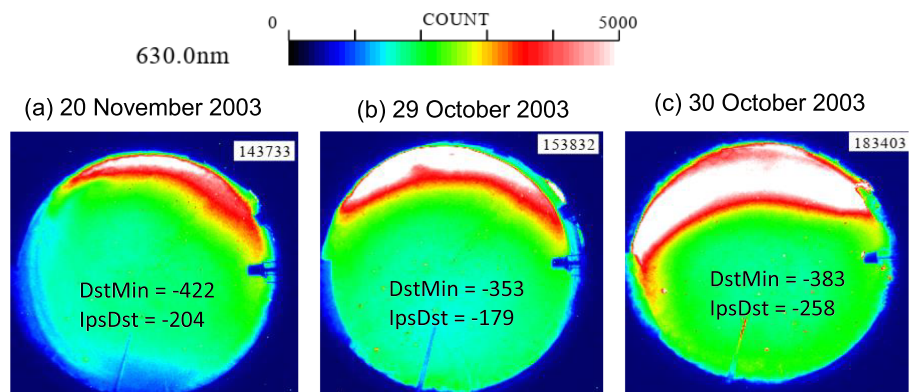 0 COUNT 5000
630.0nm
(a) 20 November 2003 (b) 29 October 2003 (c) 30 October 2003
143733 153832 183403
DstMin = -422 DstMin = -353 DstMin = -383
IpsDst = -204 IpsDst = -179 IpsDst = -258